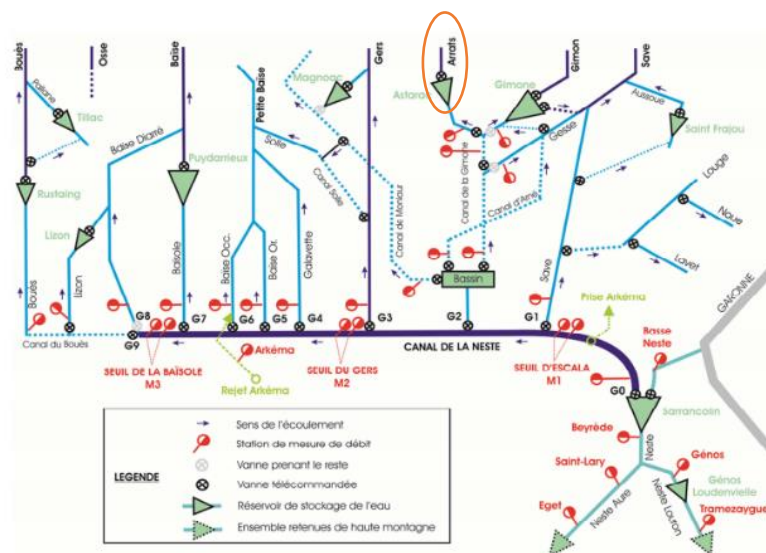 Bouès
Osse
Baïse
Petite Baïse
Gers
Arrats
Gimon
Save
Pallane
Tillac
Baïse Diarré
Puydarrieux
Solle
Magnoac
Canal Solle
Canal de Monlaur
Astarac
Gimone
Gesse
Aussoue
Saint Frajou
Rustaing
Lizon
Lizon
Bouès
Baïsole
Baïse Occ.
Baïse Or.
Galavette
Canal de la Gimone
Canal d'Arné
Bassin
Save
Louge
Noue
Lavet
GARONNE
G8
G9
G7
G6
G5
G4
G3
G2
G1
G0
Canal du Bouès
CANAL DE LA NESTE
Prise Arkéma
SEUIL DE LA BAÏSOLE
M3
Arkéma
Rejet Arkéma
SEUIL DU GERS
M2
SEUIL D'ESCALA
M1
Basse
Neste
Sarrancolin
Beyrède
Neste
Saint-Lary
Génos
Eget
Neste Aure
Neste Louron
Génos
Loudenvielle
Tramezaygues
LEGENDE
Sens de l'écoulement
Station de mesure de débit
Vanne prenant le reste
Vanne télécommandée
Réservoir de stockage de l'eau
Ensemble retenues de haute montagne